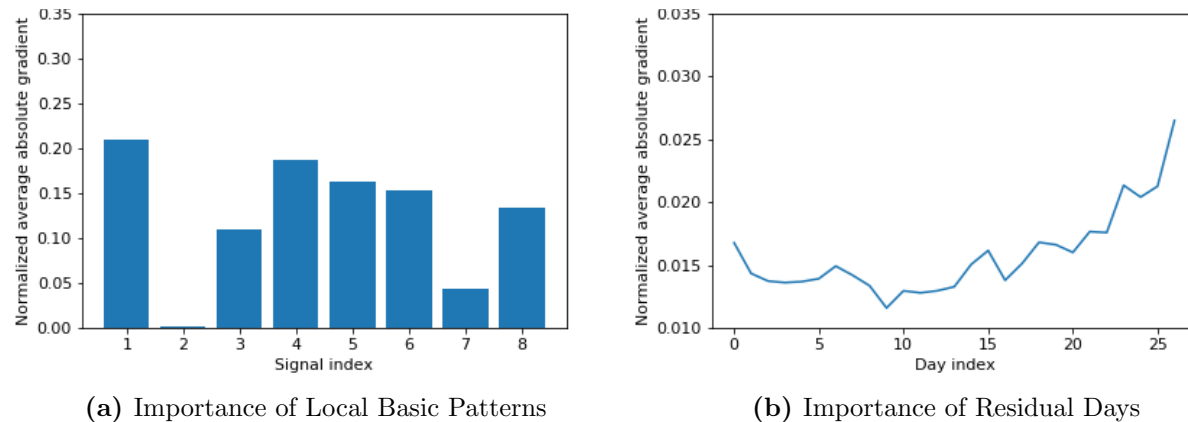 Normalized average absolute gradient
0.35
0.30
0.25
0.20
0.15
0.10
0.05
0.00
1 2 3 4 5 6 7 8
Signal index
(a) Importance of Local Basic Patterns
Normalized average absolute gradient
0.035
0.030
0.025
0.020
0.015
0.010
0 5 10 15 20 25
Day index
(b) Importance of Residual Days